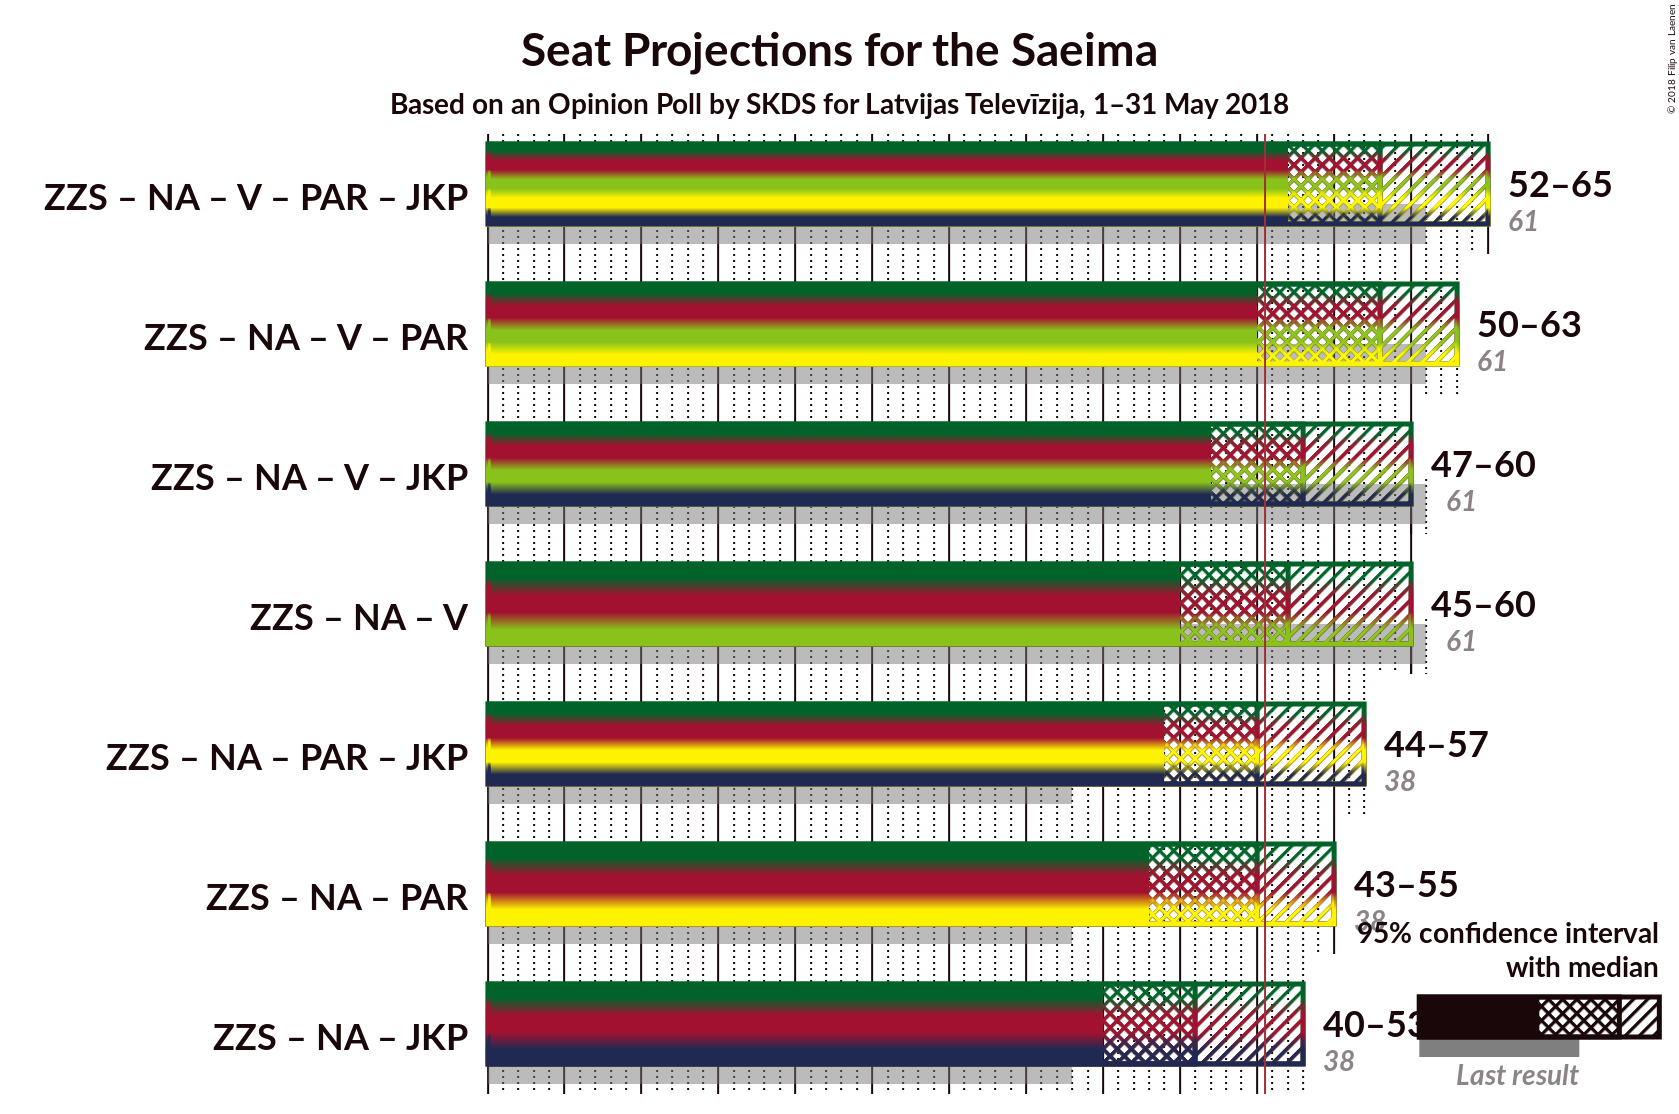 Seat Projections for the Saeima
Based on an Opinion Poll by SKDS for Latvijas Televīzija, 1–31 May 2018
© 2018 Filip van Laenen
ZZS – NA – V – PAR – JKP
52–65
61
ZZS – NA – V – PAR
50–63
61
ZZS – NA – V – JKP
47–60
61
ZZS – NA – V
45–60
61
ZZS – NA – PAR – JKP
44–57
38
ZZS – NA – PAR
43–55
38
ZZS – NA – JKP
40–53
38
95% confidence interval
with median
Last result